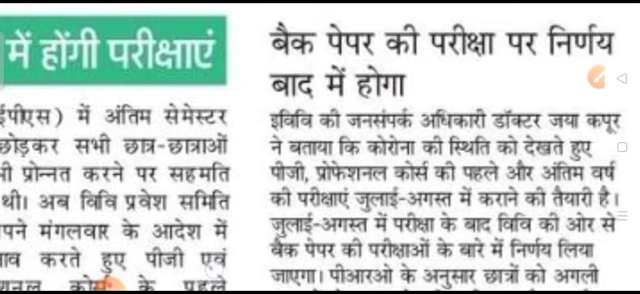 में होंगी परीक्षाएं
ईपीएस) में अंतिम सेमेस्टर
छोड़कर सभी छात्र-छात्राओं
प्रोन्नत करने पर सहमति
थी। अब विवि प्रवेश समिति
पने मंगलवार के आदेश में
करते हुए पीजी एवं
के पहले
बैक पेपर की परीक्षा पर निर्णय
बाद में होगा
इविवि की जनसंपर्क अधिकारी डॉक्टर जया कपूर
ने बताया कि कोरोना की स्थिति को देखते हुए
पीजी, प्रोफेशनल कोर्स की पहले और अंतिम वर्ष
की परीक्षाएं जुलाई-अगस्त में कराने की तैयारी है।
जुलाई-अगस्त में परीक्षा के बाद विवि की ओर से
बैक पेपर की परीक्षाओं के बारे में निर्णय लिया
जाएगा। पीआरओ के अनुसार छात्रों को अगली